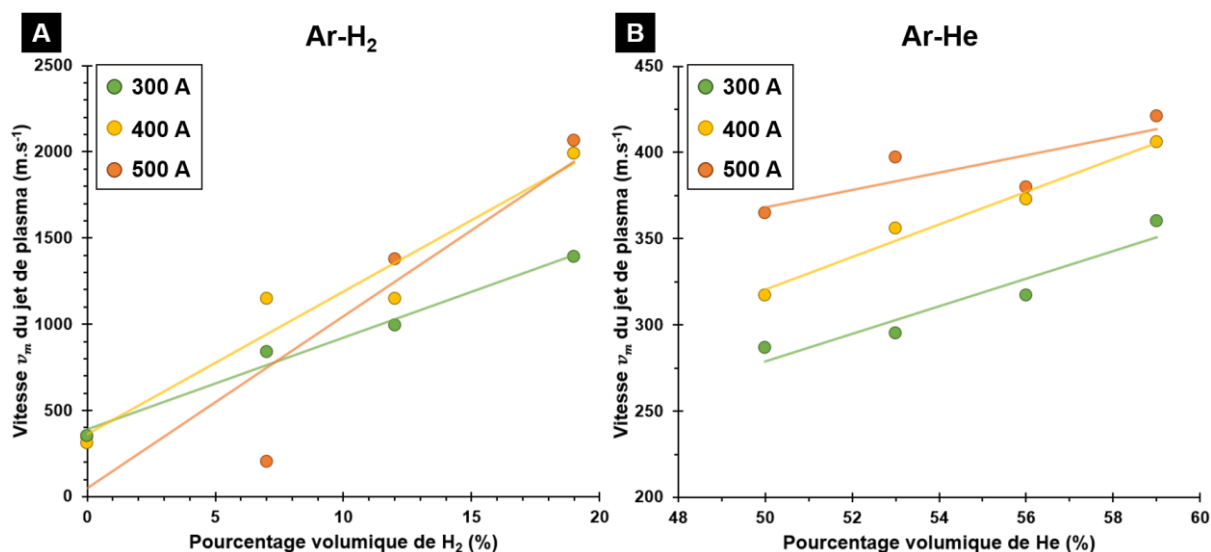 A
Ar-H₂
Vitesse vₘ du jet de plasma (m.s⁻¹)
2500
2000
1500
1000
500
0
300 A
400 A
500 A
0
5
10
15
20
Pourcentage volumique de H₂ (%)
B
Ar-He
Vitesse vₘ du jet de plasma (m.s⁻¹)
450
400
350
300
250
200
300 A
400 A
500 A
48
50
52
54
56
58
60
Pourcentage volumique de He (%)